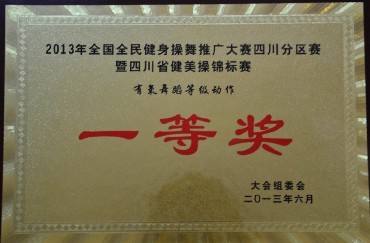 2013年全国全民健身操舞推广大赛四川分区赛
暨四川省健美操锦标赛
有氧舞蹈等级动作
一等奖
大会组委会
二〇一三年六月